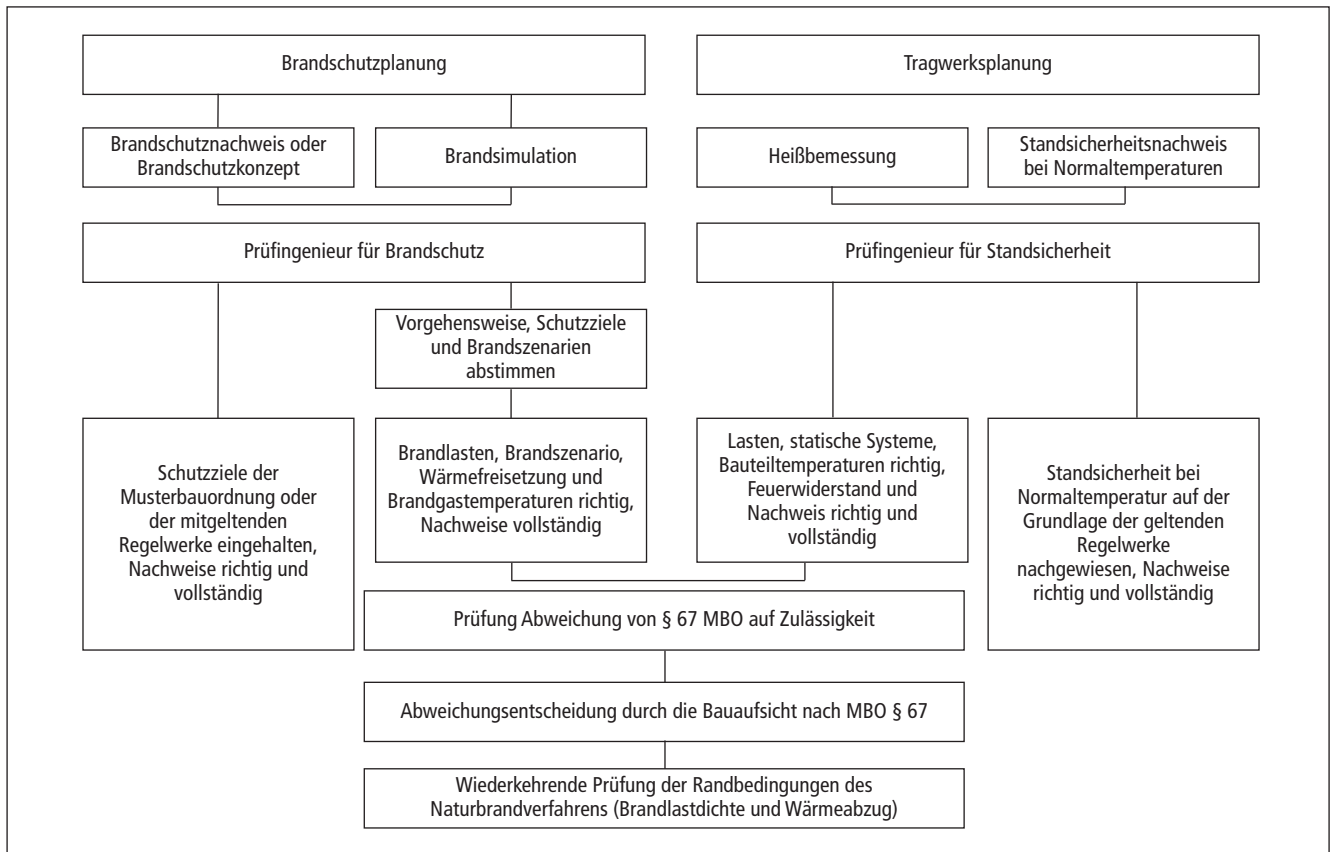 Brandschutzplanung
Tragwerksplanung
Brandschutznachweis oder
Brandschutzkonzept
Brandsimulation
Heißbemessung
Standsicherheitsnachweis
bei Normaltemperaturen
Prüfingenieur für Brandschutz
Prüfingenieur für Standsicherheit
Vorgehensweise, Schutzziele
und Brandszenarien
abstimmen
Schutzziele der
Musterbauordnung oder
der mitgeltenden
Regelwerke eingehalten,
Nachweise richtig und
vollständig
Brandlasten, Brandszenario,
Wärmefreisetzung und
Brandgastemperaturen richtig,
Nachweise vollständig
Lasten, statische Systeme,
Bauteiltemperaturen richtig,
Feuerwiderstand und
Nachweis richtig und
vollständig
Standsicherheit bei
Normaltemperatur auf der
Grundlage der geltenden
Regelwerke
nachgewiesen, Nachweise
richtig und vollständig
Prüfung Abweichung von § 67 MBO auf Zulässigkeit
Abweichungsentscheidung durch die Bauaufsicht nach MBO § 67
Wiederkehrende Prüfung der Randbedingungen des
Naturbrandverfahrens (Brandlastdichte und Wärmeabzug)